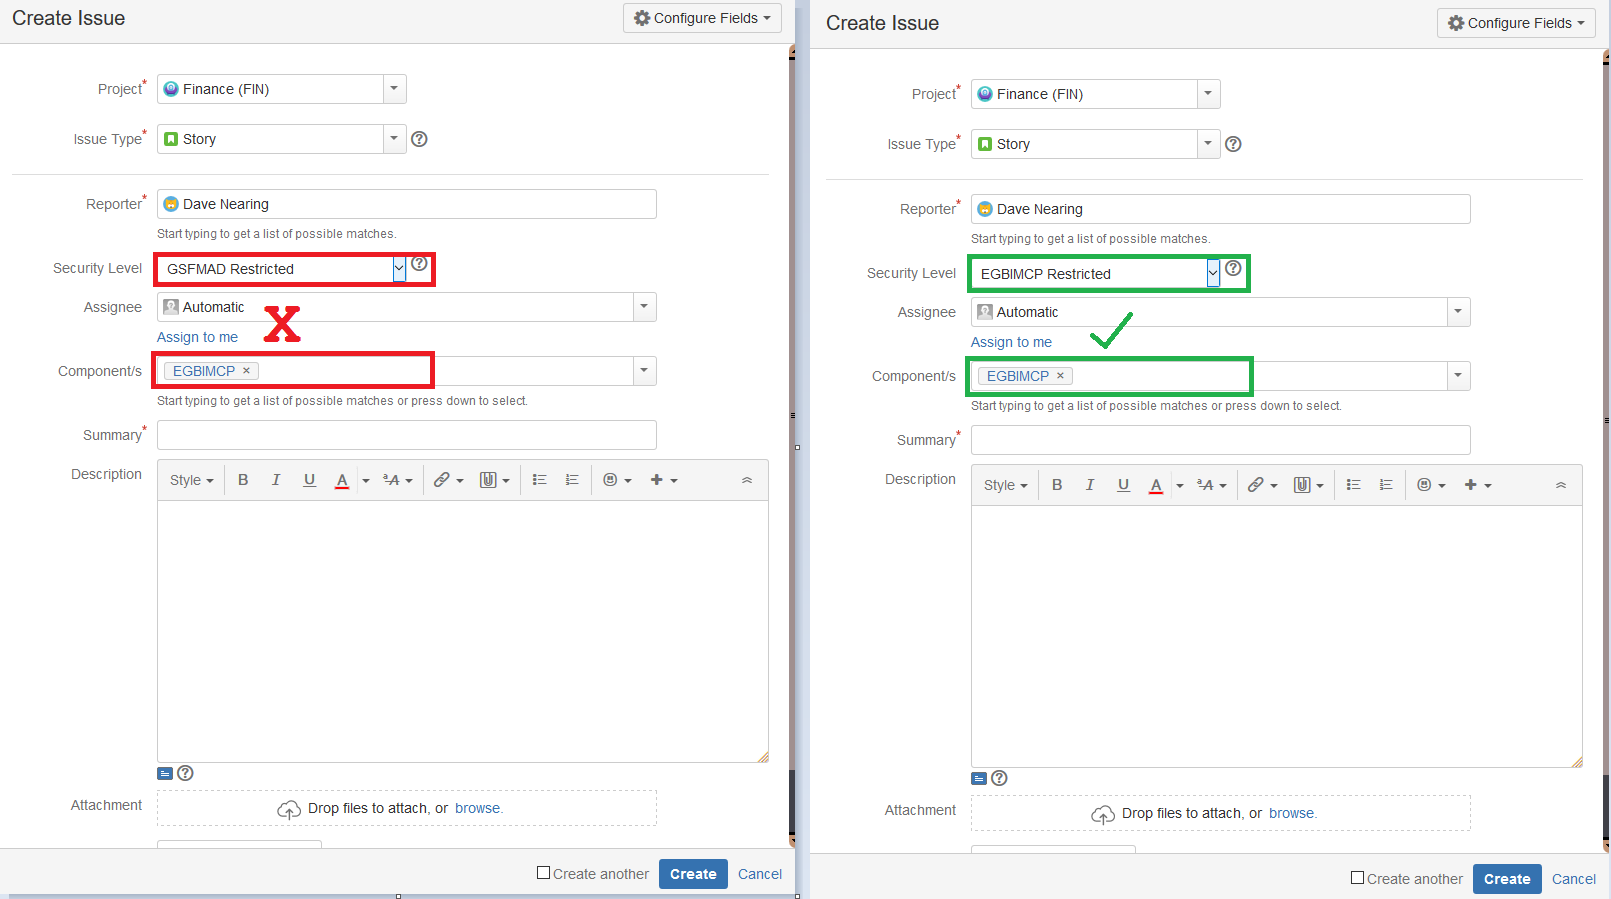 Create Issue
Configure Fields
Project*
Finance (FIN)
Issue Type*
Story
Reporter*
Dave Nearing
Start typing to get a list of possible matches.
Security Level
GSFMAD Restricted
Assignee
Automatic
X
Assign to me
Component/s
EGBIMCP ×
Start typing to get a list of possible matches or press down to select.
Summary*
Description
Style
B I U A ªA
Attachment
Drop files to attach, or browse.
Create another
Create
Cancel
Create Issue
Configure Fields
Project*
Finance (FIN)
Issue Type*
Story
Reporter*
Dave Nearing
Start typing to get a list of possible matches.
Security Level
EGBIMCP Restricted
Assignee
Automatic
Assign to me
Component/s
EGBIMCP ×
Start typing to get a list of possible matches or press down to select.
Summary*
Description
Style
B I U A ªA
Attachment
Drop files to attach, or browse.
Create another
Create
Cancel